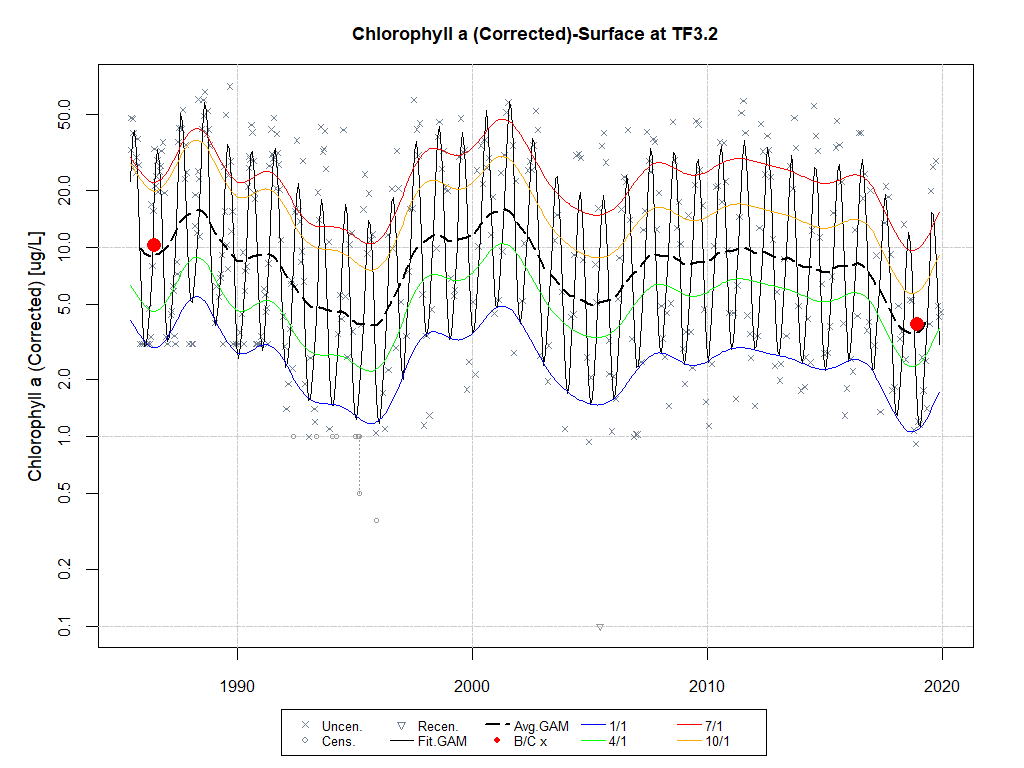 Chlorophyll a (Corrected)-Surface at TF3.2
Chlorophyll a (Corrected) [ug/L]
50.0
20.0
10.0
5.0
2.0
1.0
0.5
0.2
0.1
1990 2000 2010 2020
Uncen. Recen. Avg.GAM 1/1 7/1
Cens. Fit.GAM B/C x 4/1 10/1